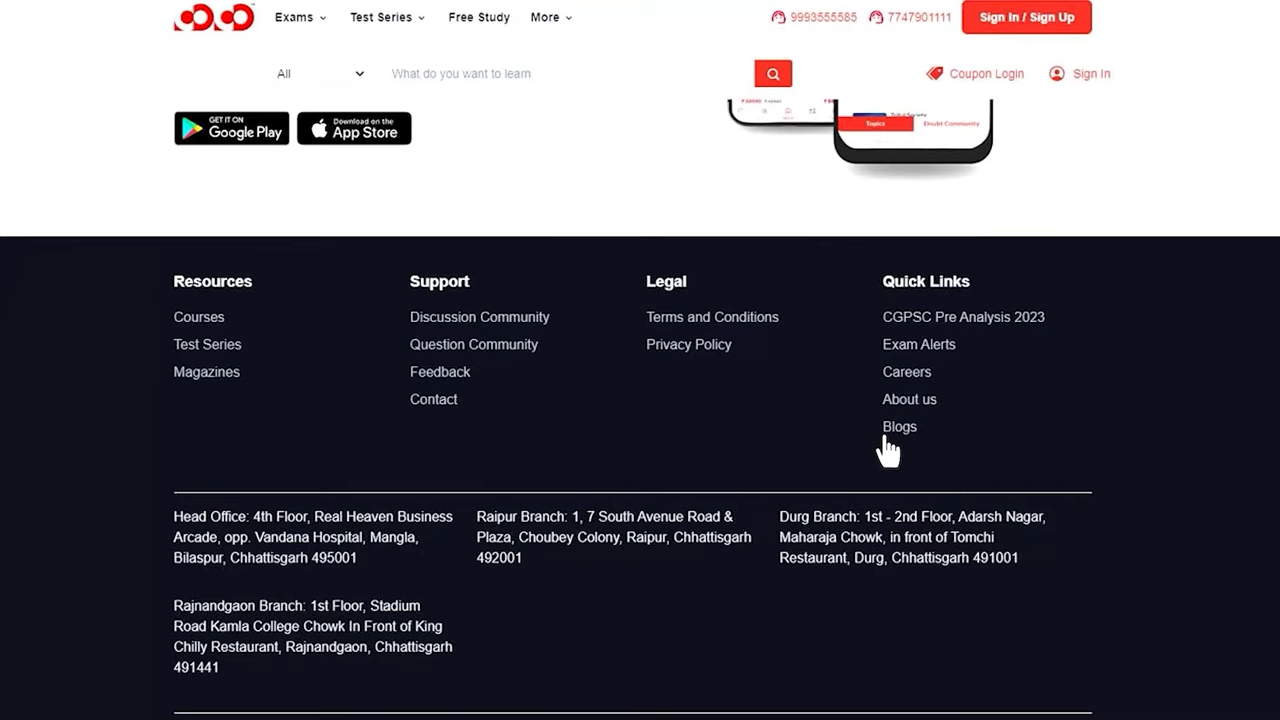 Exams
Test Series
Free Study
More
9993555585
7747901111
Sign In / Sign Up
All
What do you want to learn
Coupon Login
Sign In
GET IT ON
Google Play
Download on the
App Store
Topics
Doubt Community
Resources
Courses
Test Series
Magazines
Support
Discussion Community
Question Community
Feedback
Contact
Legal
Terms and Conditions
Privacy Policy
Quick Links
CGPSC Pre Analysis 2023
Exam Alerts
Careers
About us
Blogs
Head Office: 4th Floor, Real Heaven Business
Arcade, opp. Vandana Hospital, Mangla,
Bilaspur, Chhattisgarh 495001
Raipur Branch: 1, 7 South Avenue Road &
Plaza, Choubey Colony, Raipur, Chhattisgarh
492001
Durg Branch: 1st - 2nd Floor, Adarsh Nagar,
Maharaja Chowk, in front of Tomchi
Restaurant, Durg, Chhattisgarh 491001
Rajnandgaon Branch: 1st Floor, Stadium
Road Kamla College Chowk In Front of King
Chilly Restaurant, Rajnandgaon, Chhattisgarh
491441